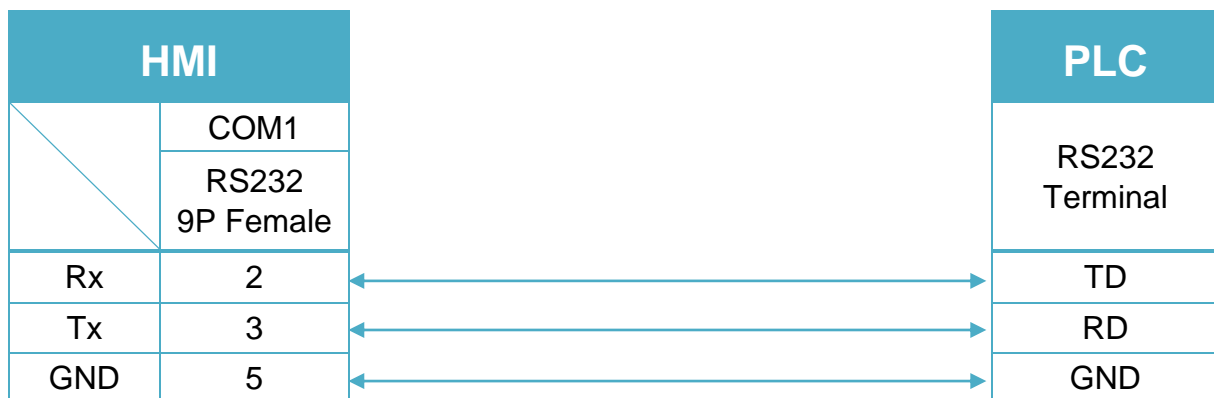 HMI
PLC
COM1
RS232
9P Female
RS232
Terminal
Rx 2 TD
Tx 3 RD
GND 5 GND